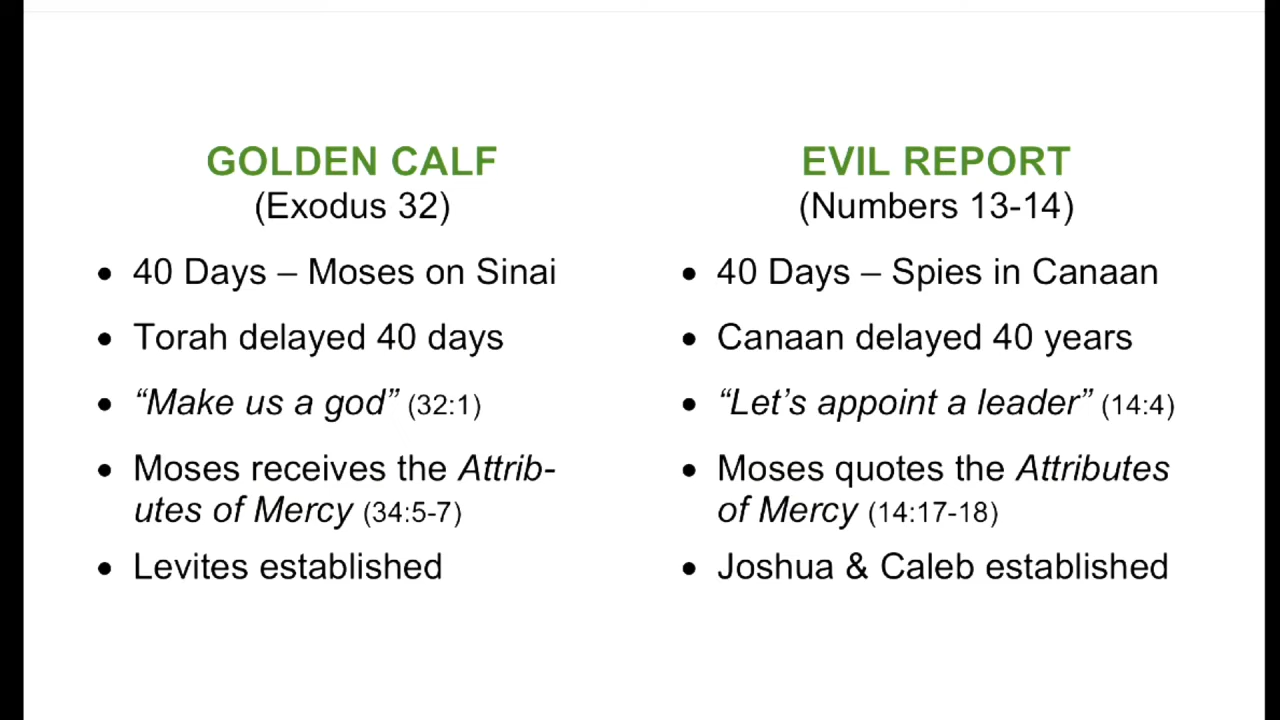 GOLDEN CALF
(Exodus 32)
• 40 Days – Moses on Sinai
• Torah delayed 40 days
• “Make us a god” (32:1)
• Moses receives the Attrib-
utes of Mercy (34:5-7)
• Levites established
EVIL REPORT
(Numbers 13-14)
• 40 Days – Spies in Canaan
• Canaan delayed 40 years
• “Let’s appoint a leader” (14:4)
• Moses quotes the Attributes
of Mercy (14:17-18)
• Joshua & Caleb established